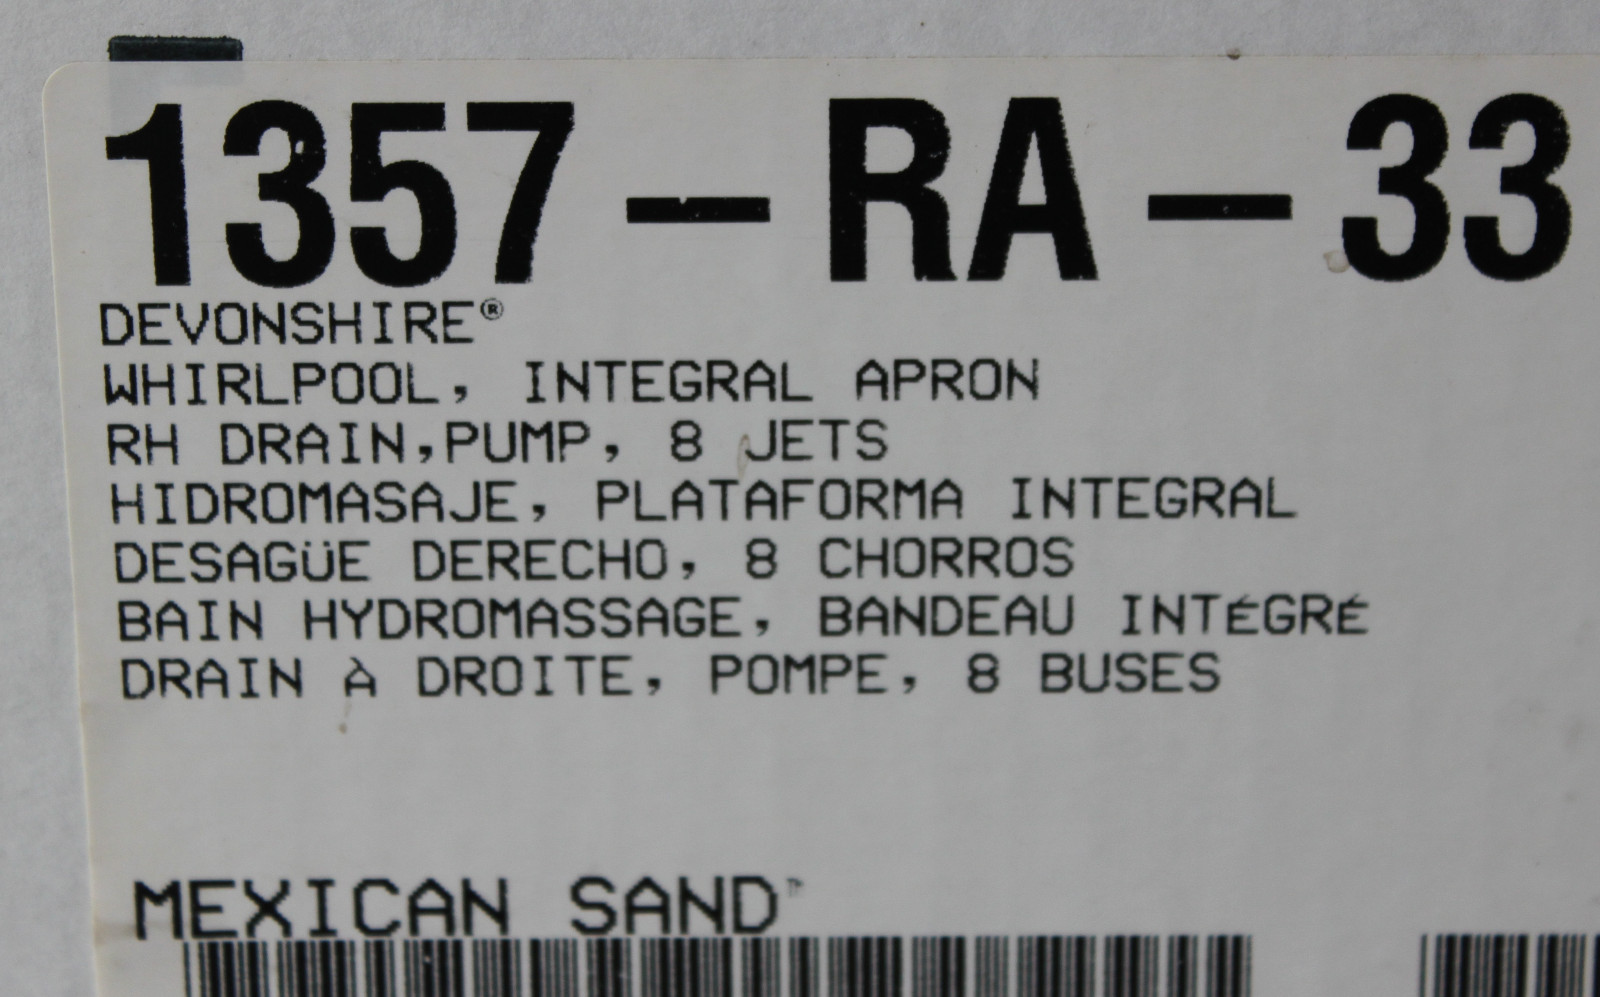 1357-RA-33
DEVONSHIRE®
WHIRLPOOL, INTEGRAL APRON
RH DRAIN,PUMP, 8 JETS
HIDROMASAJE, PLATAFORMA INTEGRAL
DESAGÜE DERECHO, 8 CHORROS
BAIN HYDROMASSAGE, BANDEAU INTÉGRÉ
DRAIN À DROITE, POMPE, 8 BUSES
MEXICAN SAND™